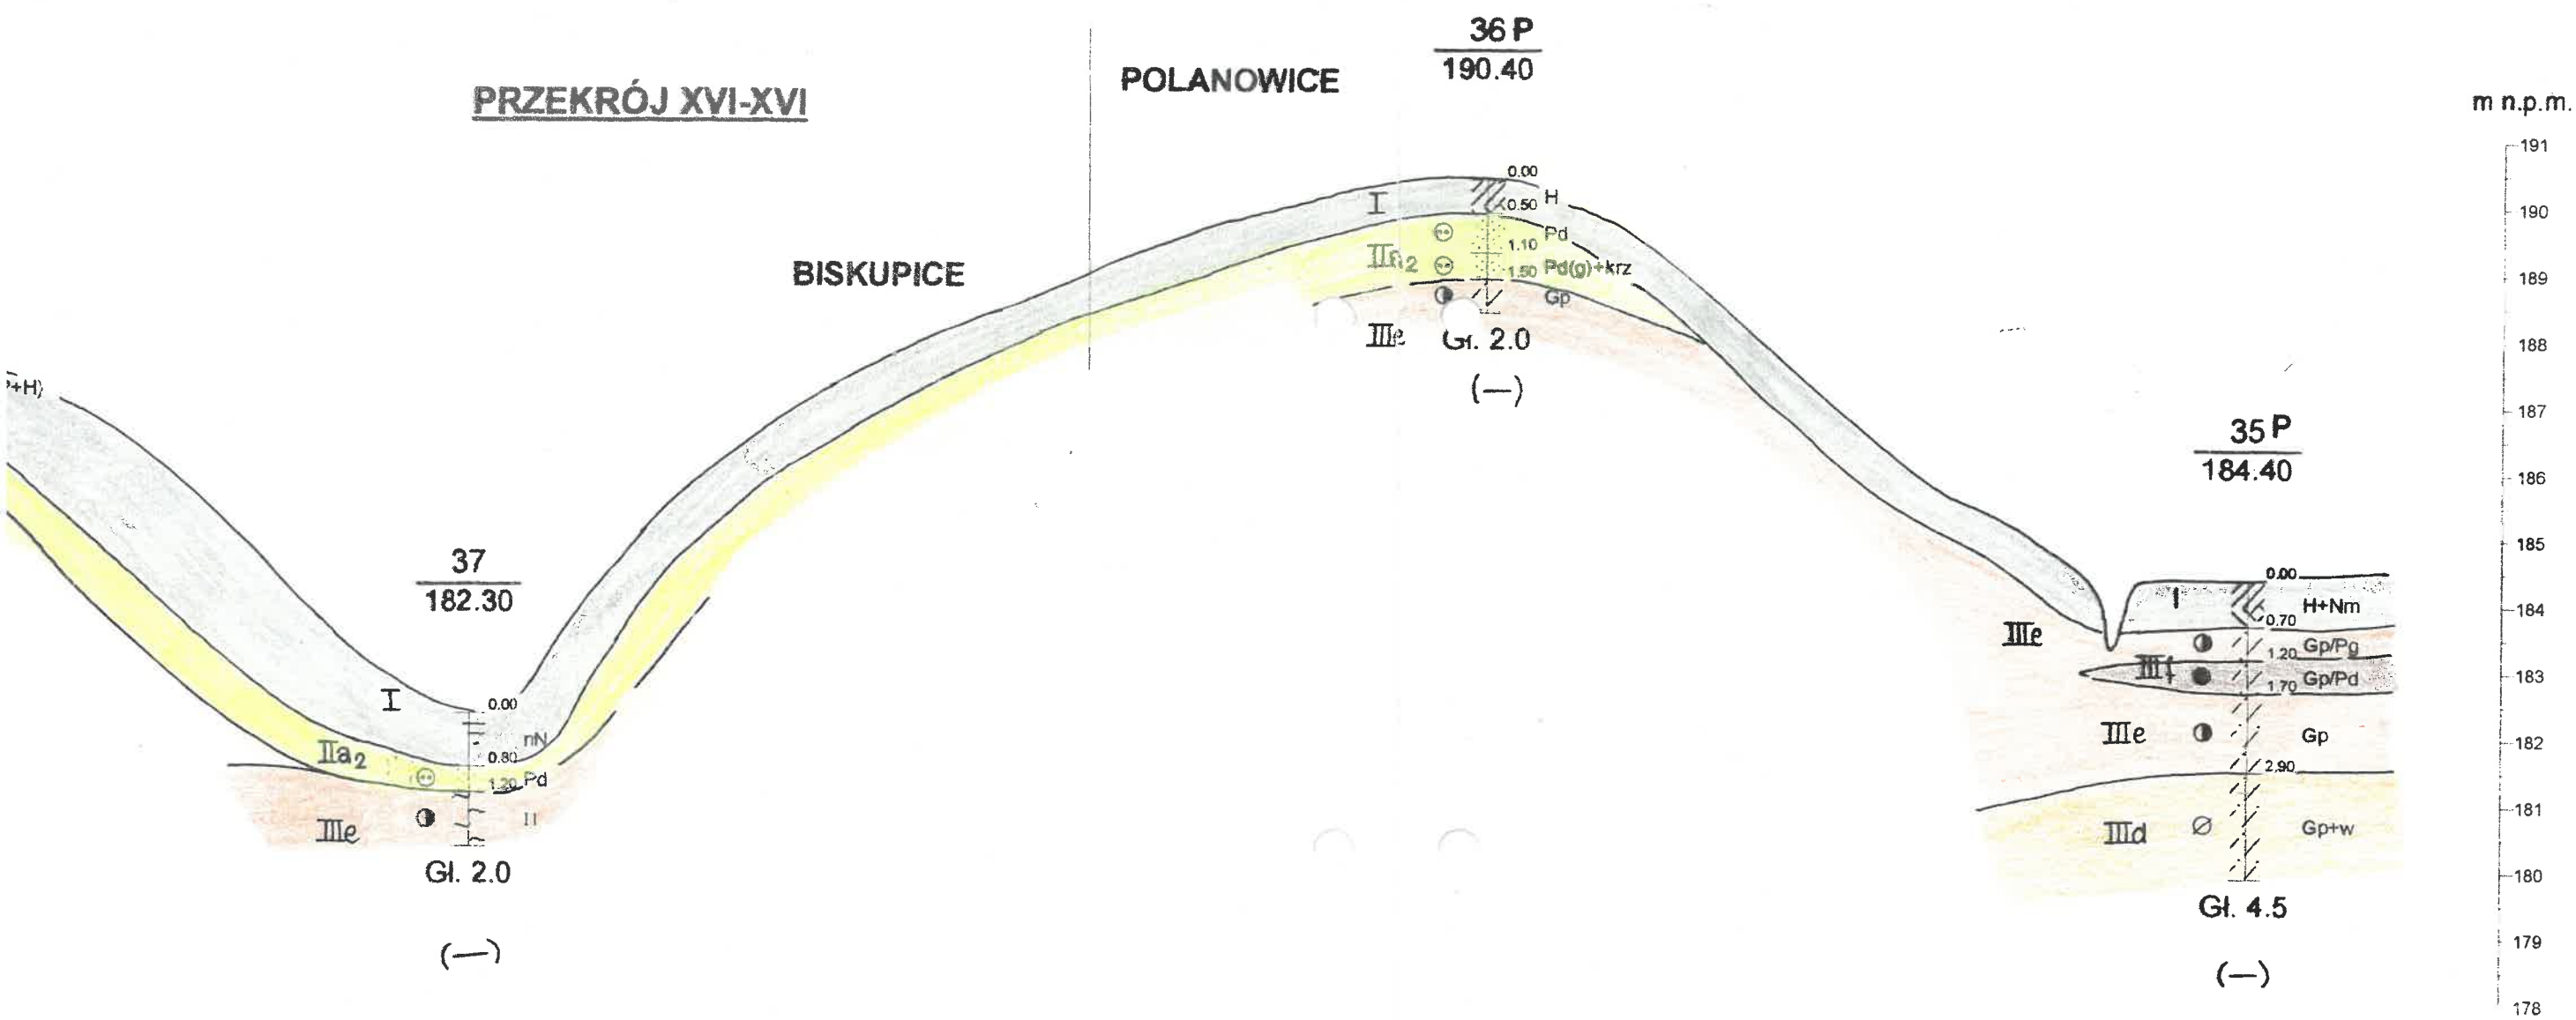 PRZEKRÓJ XVI-XVI
POLANOWICE
BISKUPICE
36 P
190.40
m n.p.m.
191
190
189
188
187
186
185
184
183
182
181
180
179
178
0.00
H
0.50
I
Pd
1.10
IIa2
1.50 Pd(g)+krz
Gp
IIIe
Gł. 2.0
(—)
+H)
37
182.30
I
0.00
nN
0.80
IIa2
1.20 Pd
IIIe
Gł. 2.0
(—)
35 P
184.40
0.00
I
H+Nm
0.70
IIIe
1.20 Gp/Pg
IIIf
1.70 Gp/Pd
IIIe
Gp
2.90
IIId
Gp+w
Gł. 4.5
(—)